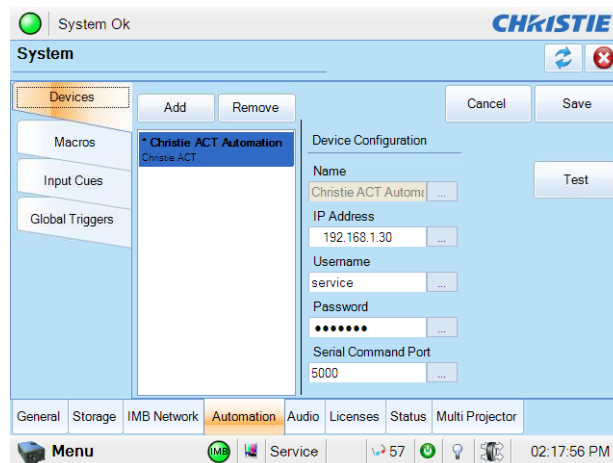 System Ok
CHRISTIE
System
Devices
Macros
Input Cues
Global Triggers
Add
Remove
Cancel
Save
* Christie ACT Automation
Christie ACT
Device Configuration
Name
Christie ACT Automa
...
IP Address
192.168.1.30
...
Username
service
...
Password
•••••••
...
Serial Command Port
5000
...
Test
General
Storage
IMB Network
Automation
Audio
Licenses
Status
Multi Projector
Menu
IMB
Service
57
02:17:56 PM